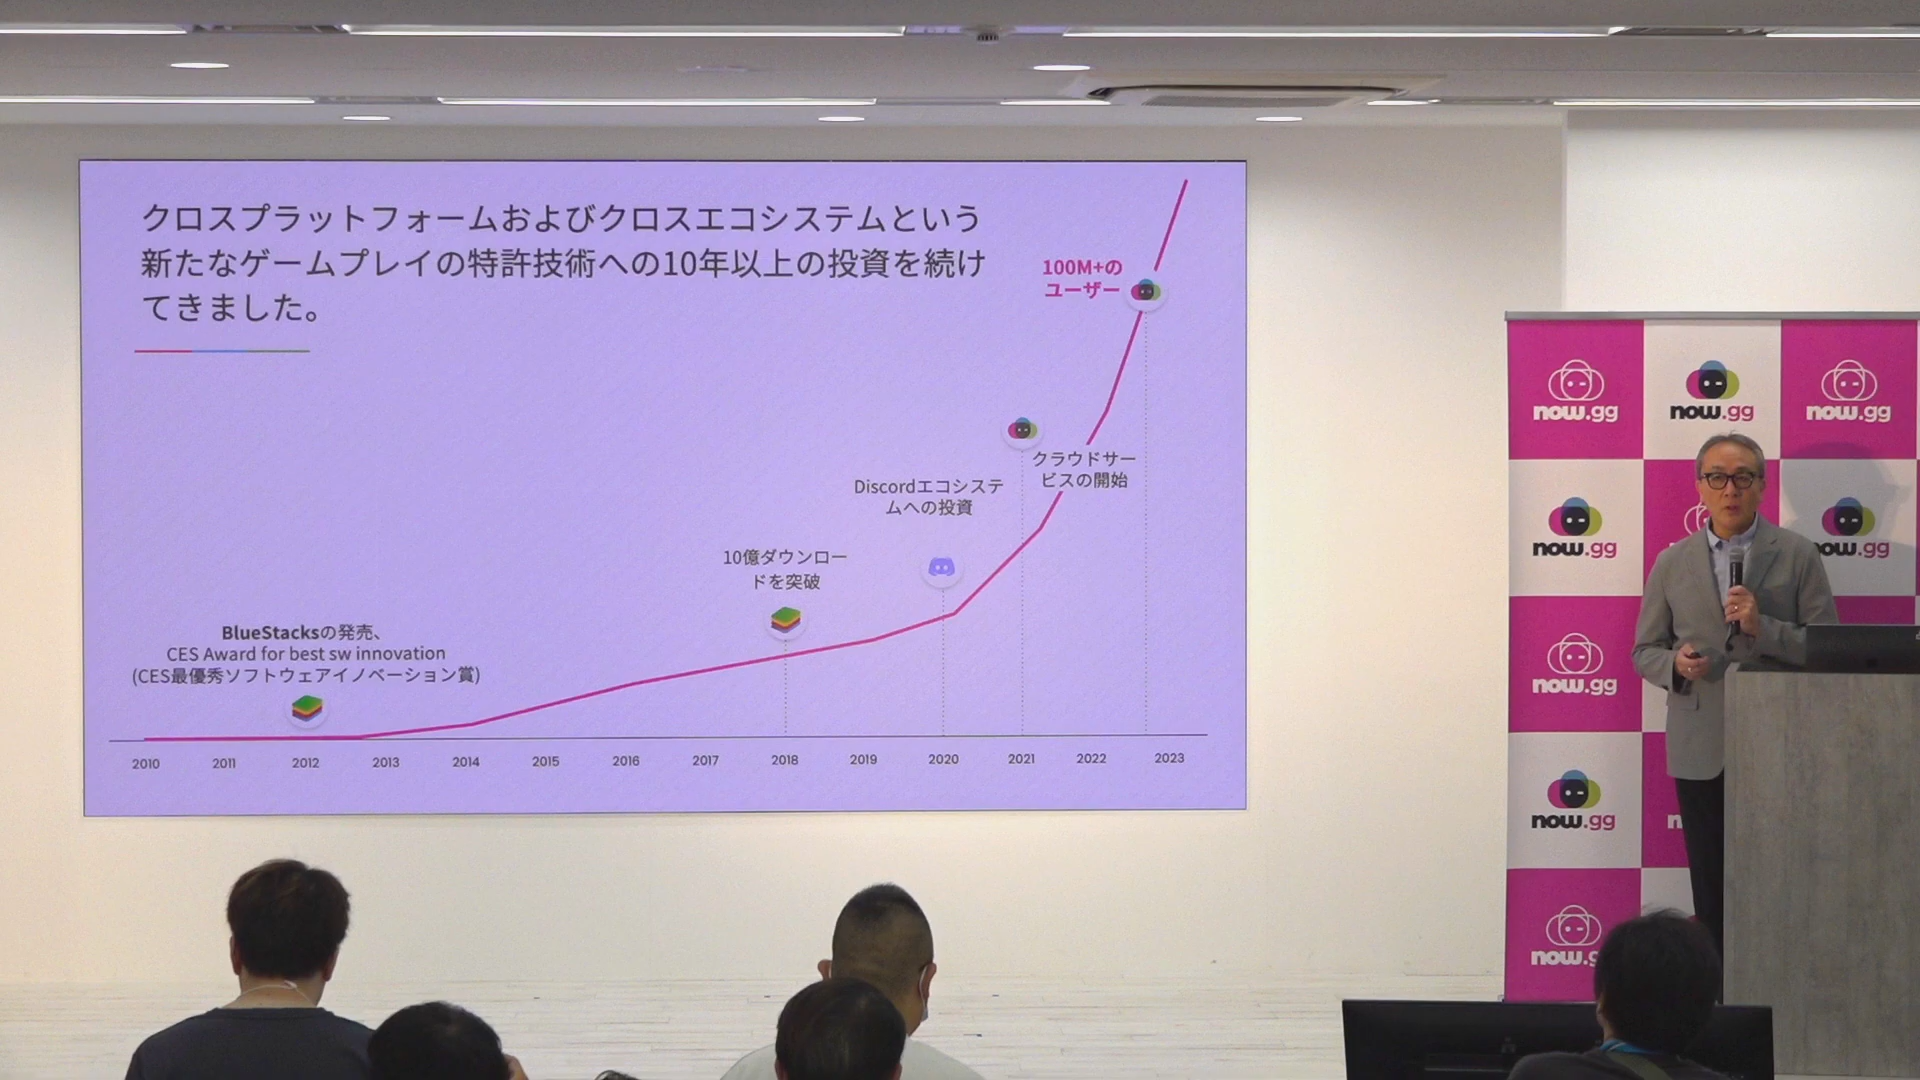 クロスプラットフォームおよびクロスエコシステムという
新たなゲームプレイの特許技術への10年以上の投資を続け
てきました。
100M+の
ユーザー
クラウドサー
ビスの開始
Discordエコシステ
ムへの投資
10億ダウンロー
ドを突破
BlueStacksの発売、
CES Award for best sw innovation
(CES最優秀ソフトウェアイノベーション賞)
2010 2011 2012 2013 2014 2015 2016 2017 2018 2019 2020 2021 2022 2023
now.gg now.gg now.gg
now.gg now.gg
now.gg
now.gg